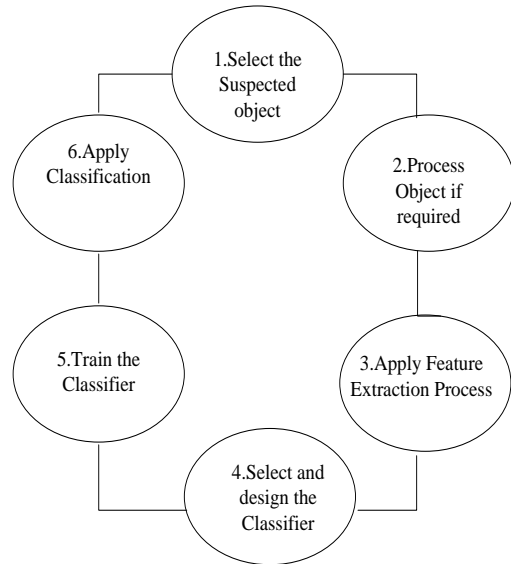 1.Select the
Suspected
object
2.Process
Object if
required
3.Apply Feature
Extraction Process
4.Select and
design the
Classifier
5.Train the
Classifier
6.Apply
Classification